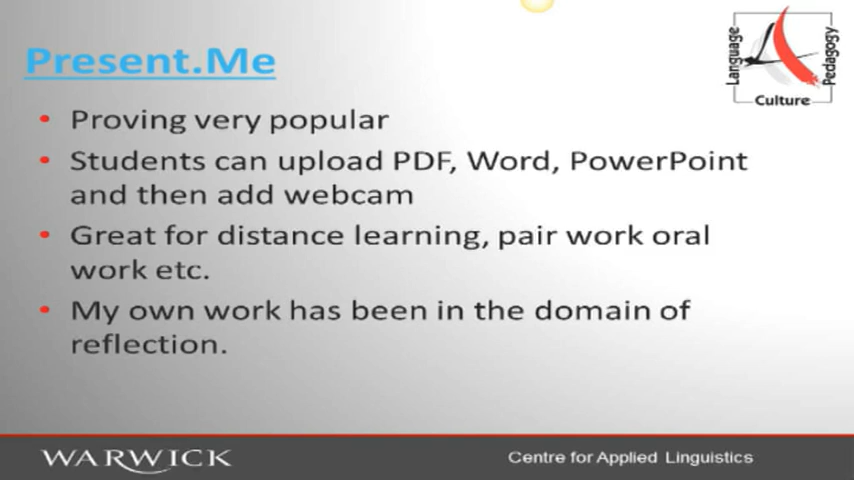 Present.Me
Language
Culture
Pedagogy
• Proving very popular
• Students can upload PDF, Word, PowerPoint
and then add webcam
• Great for distance learning, pair work oral
work etc.
• My own work has been in the domain of
reflection.
WARWICK
Centre for Applied Linguistics